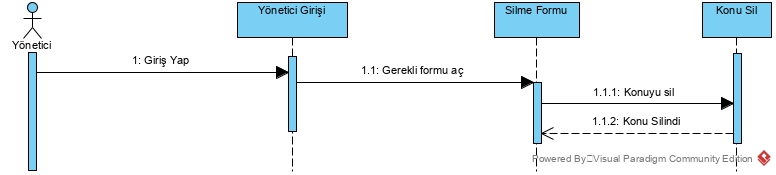 Yönetici Girişi
Silme Formu
Konu Sil
Yönetici
1: Giriş Yap
1.1: Gerekli formu aç
1.1.1: Konuyu sil
1.1.2: Konu Silindi
Powered By Visual Paradigm Community Edition